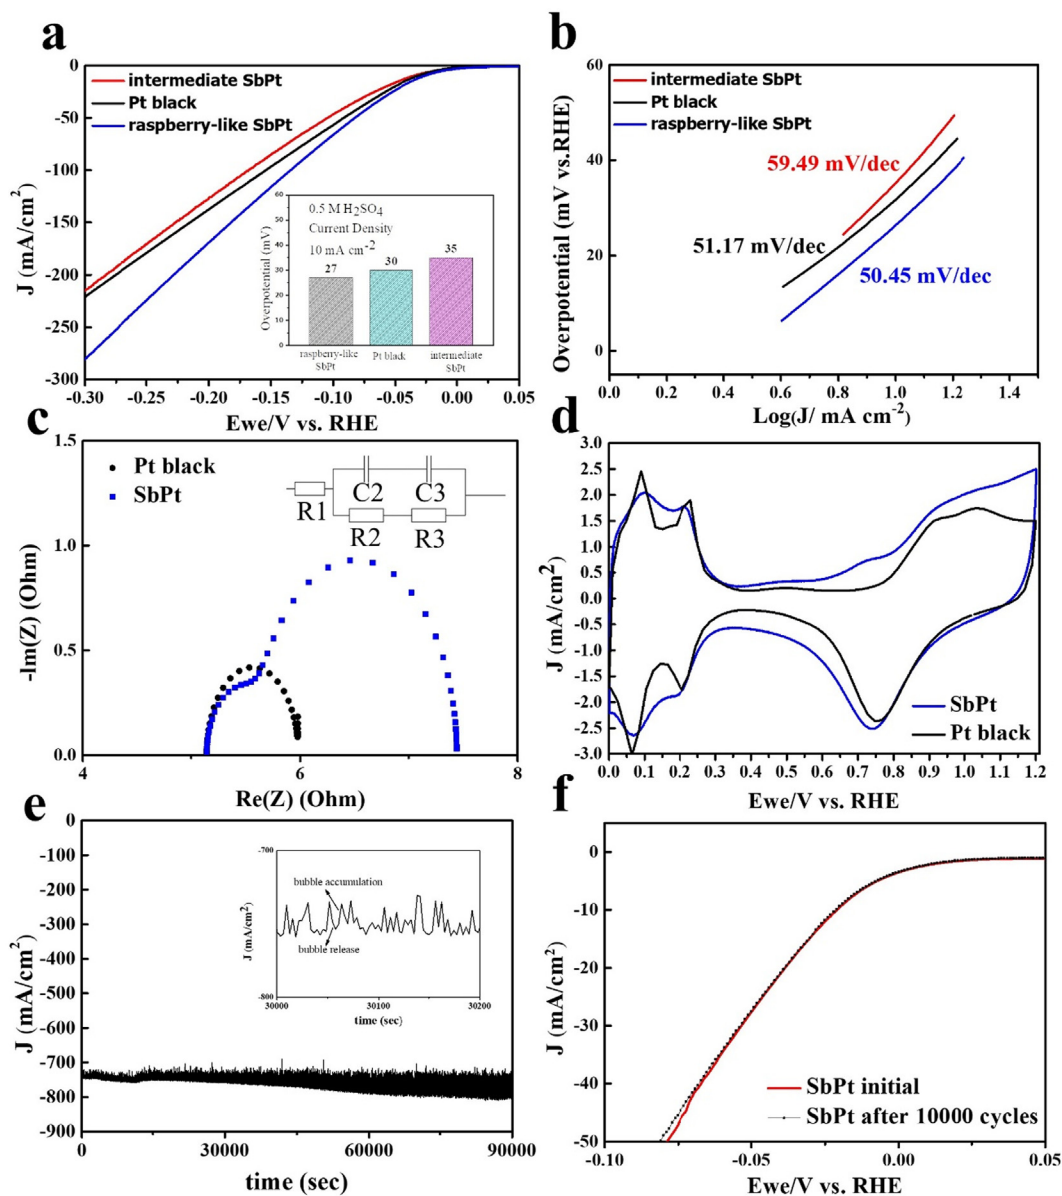 a
intermediate SbPt
Pt black
raspberry-like SbPt
J (mA/cm2)
0
-50
-100
-150
-200
-250
-300
-0.30
-0.25
-0.20
-0.15
-0.10
-0.05
0.00
0.05
Ewe/V vs. RHE
0.5 M H2SO4
Current Density
10 mA cm-2
Overpotential (mV)
60
50
40
30
20
10
0
27
30
35
raspberry-like
SbPt
Pt black
intermediate
SbPt
b
intermediate SbPt
Pt black
raspberry-like SbPt
59.49 mV/dec
51.17 mV/dec
50.45 mV/dec
Overpotential (mV vs.RHE)
60
40
20
0
0.0
0.2
0.4
0.6
0.8
1.0
1.2
1.4
Log(J/ mA cm-2)
c
Pt black
SbPt
C2
C3
R1
R2
R3
-Im(Z) (Ohm)
1.5
1.0
0.5
0.0
4
6
8
Re(Z) (Ohm)
d
J (mA/cm2)
3.0
2.5
2.0
1.5
1.0
0.5
0.0
-0.5
-1.0
-1.5
-2.0
-2.5
-3.0
SbPt
Pt black
0.0
0.1
0.2
0.3
0.4
0.5
0.6
0.7
0.8
0.9
1.0
1.1
1.2
Ewe/V vs. RHE
e
J (mA/cm2)
0
-100
-200
-300
-400
-500
-600
-700
-800
-900
0
30000
60000
90000
time (sec)
-700
-800
J (mA/cm2)
bubble accumulation
bubble release
30000
30100
30200
time (sec)
f
J (mA/cm2)
0
-10
-20
-30
-40
-50
SbPt initial
SbPt after 10000 cycles
-0.10
-0.05
0.00
0.05
Ewe/V vs. RHE